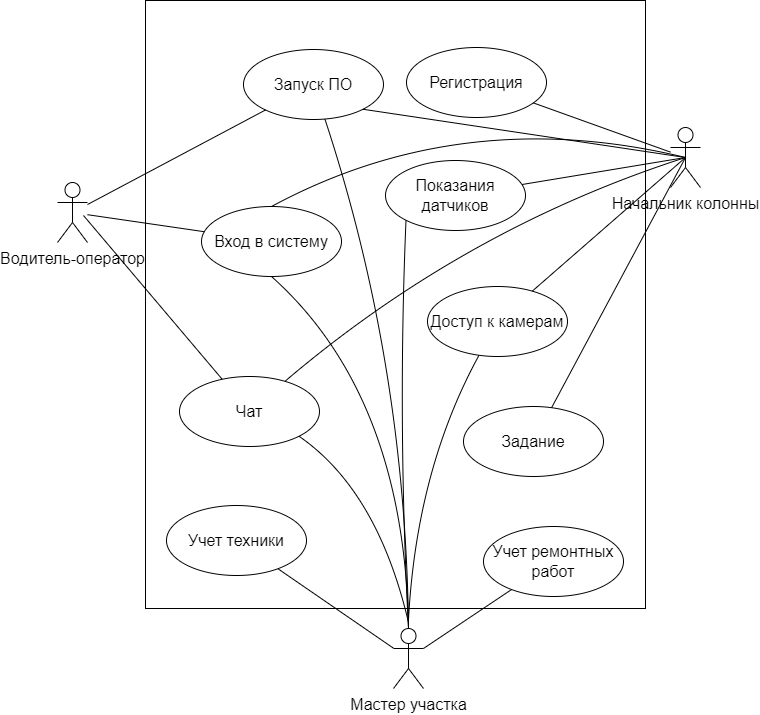 Запуск ПО
Регистрация
Показания
датчиков
Начальник колонны
Вход в систему
Водитель-оператор
Доступ к камерам
Чат
Задание
Учет техники
Учет ремонтных
работ
Мастер участка